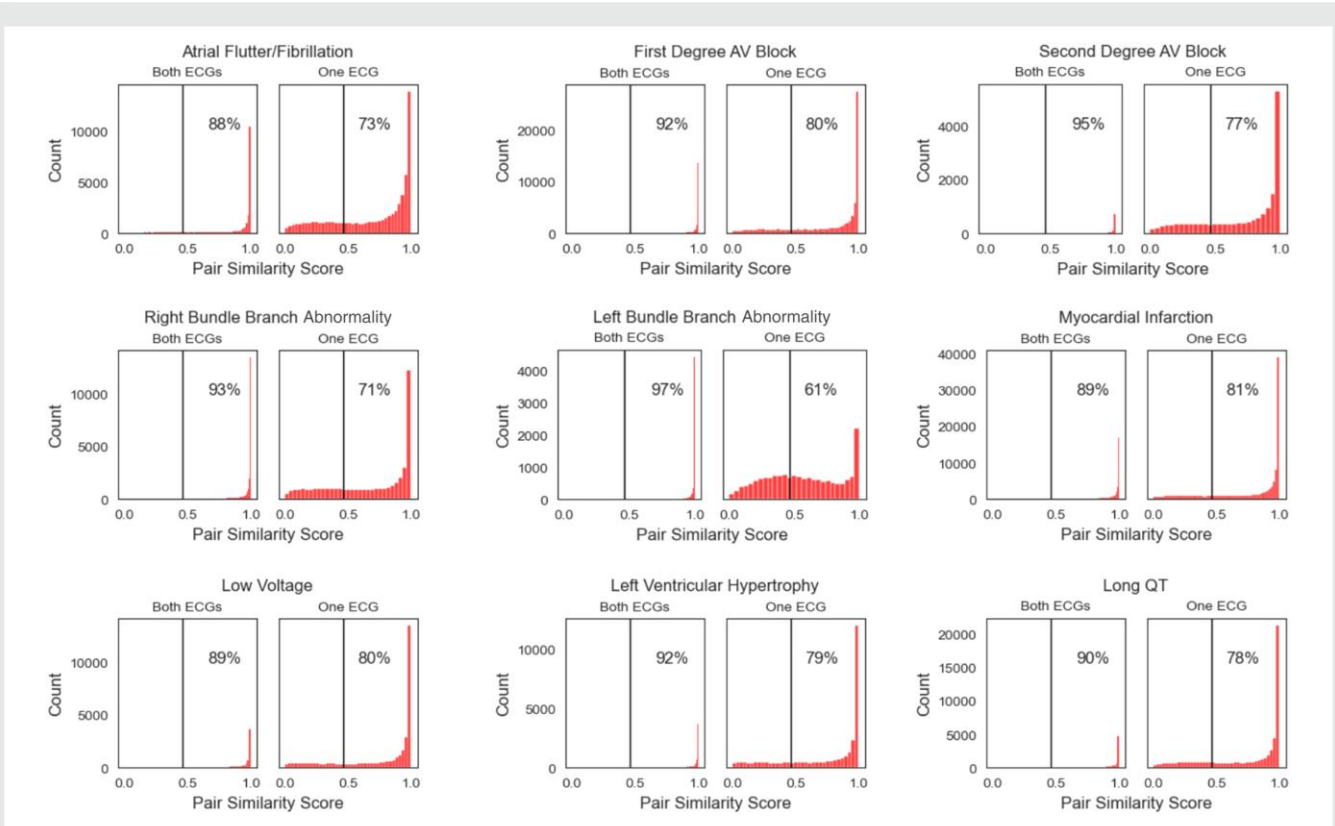 Atrial Flutter/Fibrillation
Both ECGs One ECG
88% 73%
Count
10000
5000
0
0.0 0.5 1.0 0.0 0.5 1.0
Pair Similarity Score
First Degree AV Block
Both ECGs One ECG
92% 80%
Count
20000
10000
0
0.0 0.5 1.0 0.0 0.5 1.0
Pair Similarity Score
Second Degree AV Block
Both ECGs One ECG
95% 77%
Count
4000
2000
0
0.0 0.5 1.0 0.0 0.5 1.0
Pair Similarity Score
Right Bundle Branch Abnormality
Both ECGs One ECG
93% 71%
Count
10000
5000
0
0.0 0.5 1.0 0.0 0.5 1.0
Pair Similarity Score
Left Bundle Branch Abnormality
Both ECGs One ECG
97% 61%
Count
4000
3000
2000
1000
0
0.0 0.5 1.0 0.0 0.5 1.0
Pair Similarity Score
Myocardial Infarction
Both ECGs One ECG
89% 81%
Count
40000
30000
20000
10000
0
0.0 0.5 1.0 0.0 0.5 1.0
Pair Similarity Score
Low Voltage
Both ECGs One ECG
89% 80%
Count
10000
5000
0
0.0 0.5 1.0 0.0 0.5 1.0
Pair Similarity Score
Left Ventricular Hypertrophy
Both ECGs One ECG
92% 79%
Count
10000
5000
0
0.0 0.5 1.0 0.0 0.5 1.0
Pair Similarity Score
Long QT
Both ECGs One ECG
90% 78%
Count
20000
15000
10000
5000
0
0.0 0.5 1.0 0.0 0.5 1.0
Pair Similarity Score